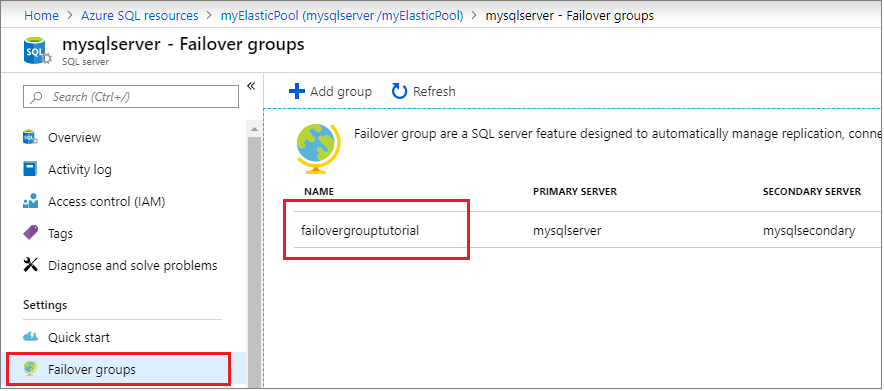 Home > Azure SQL resources > myElasticPool (mysqlserver/myElasticPool) > mysqlserver - Failover groups
mysqlserver - Failover groups
SQL
SQL server
Search (Ctrl+/)
«
Overview
Activity log
Access control (IAM)
Tags
Diagnose and solve problems
Settings
Quick start
Failover groups
Add group
Refresh
Failover group are a SQL server feature designed to automatically manage replication, conne
NAME PRIMARY SERVER SECONDARY SERVER
failovergrouptutorial mysqlserver mysqlsecondary